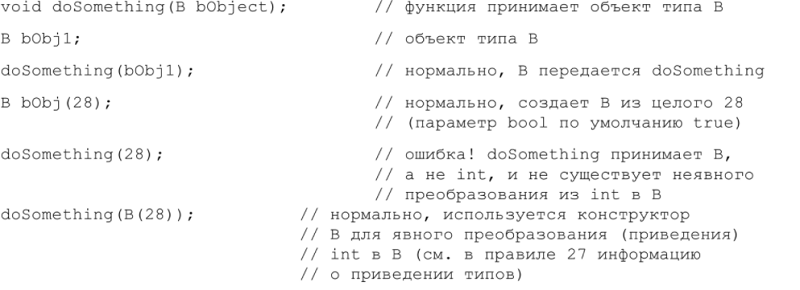 void doSomething(B bObject); // функция принимает объект типа B
B bObj1; // объект типа B
doSomething(bObj1); // нормально, B передается doSomething
B bObj(28); // нормально, создает B из целого 28
// (параметр bool по умолчанию true)
doSomething(28); // ошибка! doSomething принимает B,
// а не int, и не существует неявного
// преобразования из int в B
doSomething(B(28)); // нормально, используется конструктор
// B для явного преобразования (приведения)
// int в B (см. в правиле 27 информацию
// о приведении типов)